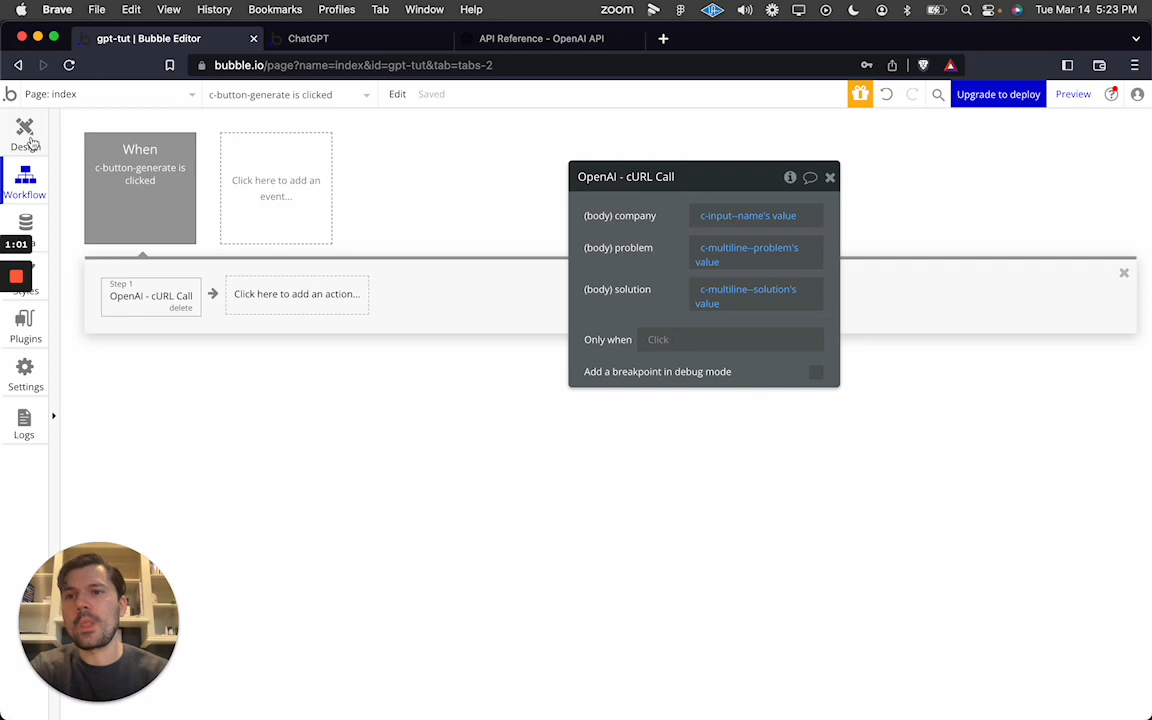 Brave File Edit View History Bookmarks Profiles Tab Window Help zoom Tue Mar 14 5:23 PM
gpt-tut | Bubble Editor ChatGPT API Reference - OpenAI API
bubble.io/page?name=index&id=gpt-tut&tab=tabs-2
Page: index c-button-generate is clicked Edit Saved Upgrade to deploy Preview
Design
Workflow
1:01
Styles
Plugins
Settings
Logs
When
c-button-generate is
clicked
Click here to add an
event...
Step 1
OpenAI - cURL Call
delete
Click here to add an action...
OpenAI - cURL Call
(body) company c-input--name's value
(body) problem c-multiline--problem's
value
(body) solution c-multiline--solution's
value
Only when Click
Add a breakpoint in debug mode